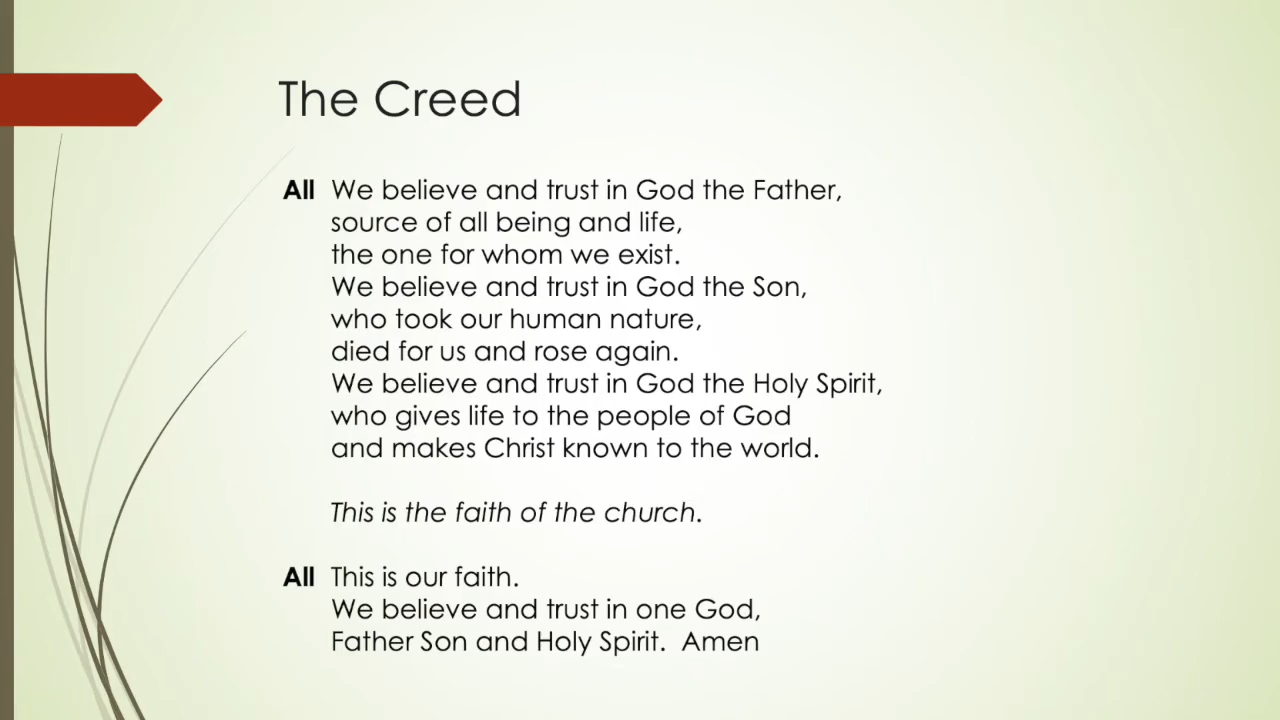 The Creed
All We believe and trust in God the Father,
source of all being and life,
the one for whom we exist.
We believe and trust in God the Son,
who took our human nature,
died for us and rose again.
We believe and trust in God the Holy Spirit,
who gives life to the people of God
and makes Christ known to the world.
This is the faith of the church.
All This is our faith.
We believe and trust in one God,
Father Son and Holy Spirit.  Amen